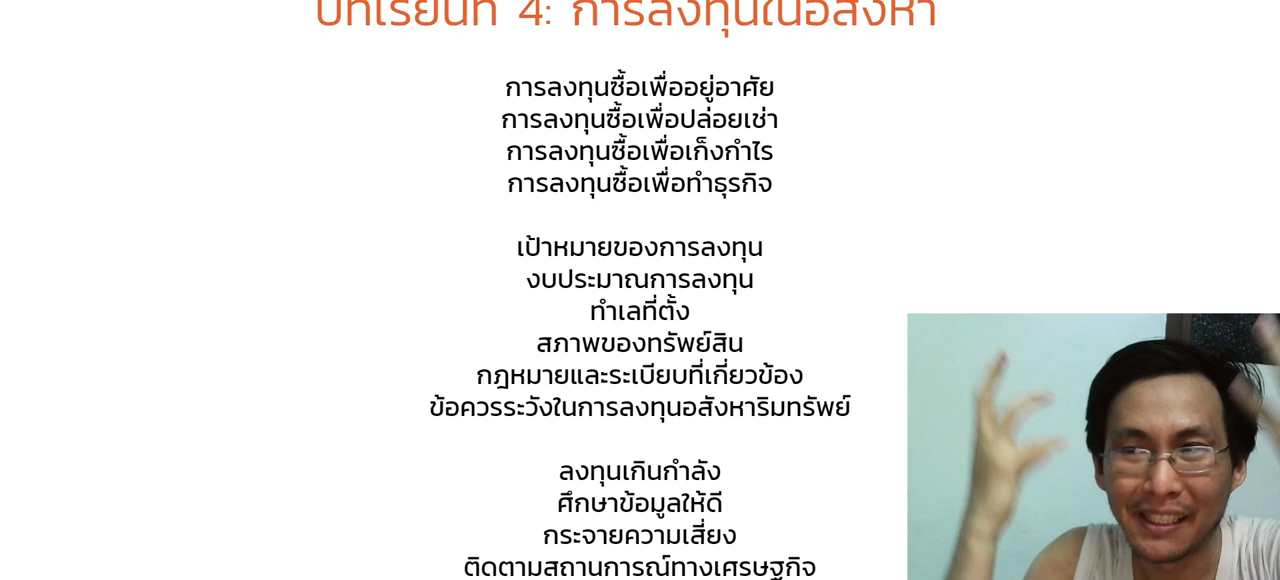 บทเรียนที่ 4: การลงทุนในอสังหา
การลงทุนซื้อเพื่ออยู่อาศัย
การลงทุนซื้อเพื่อปล่อยเช่า
การลงทุนซื้อเพื่อเก็งกำไร
การลงทุนซื้อเพื่อทำธุรกิจ
เป้าหมายของการลงทุน
งบประมาณการลงทุน
ทำเลที่ตั้ง
สภาพของทรัพย์สิน
กฎหมายและระเบียบที่เกี่ยวข้อง
ข้อควรระวังในการลงทุนอสังหาริมทรัพย์
ลงทุนเกินกำลัง
ศึกษาข้อมูลให้ดี
กระจายความเสี่ยง
ติดตามสถานการณ์ทางเศรษฐกิจ